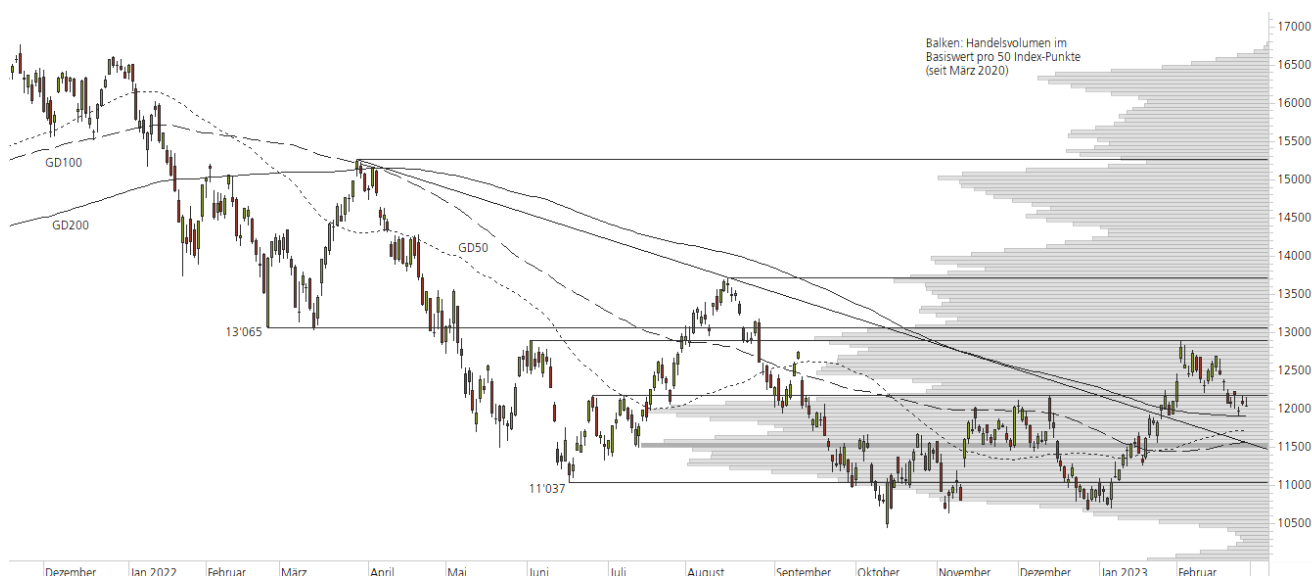 Balken: Handelsvolumen im
Basiswert pro 50 Index-Punkte
(seit März 2020)
17000
16500
16000
15500
15000
14500
14000
13500
13000
12500
12000
11500
11000
10500
GD100
GD200
GD50
13'065
11'037
Dezember Jan 2022 Februar März April Mai Juni Juli August September Oktober November Dezember Jan 2023 Februar